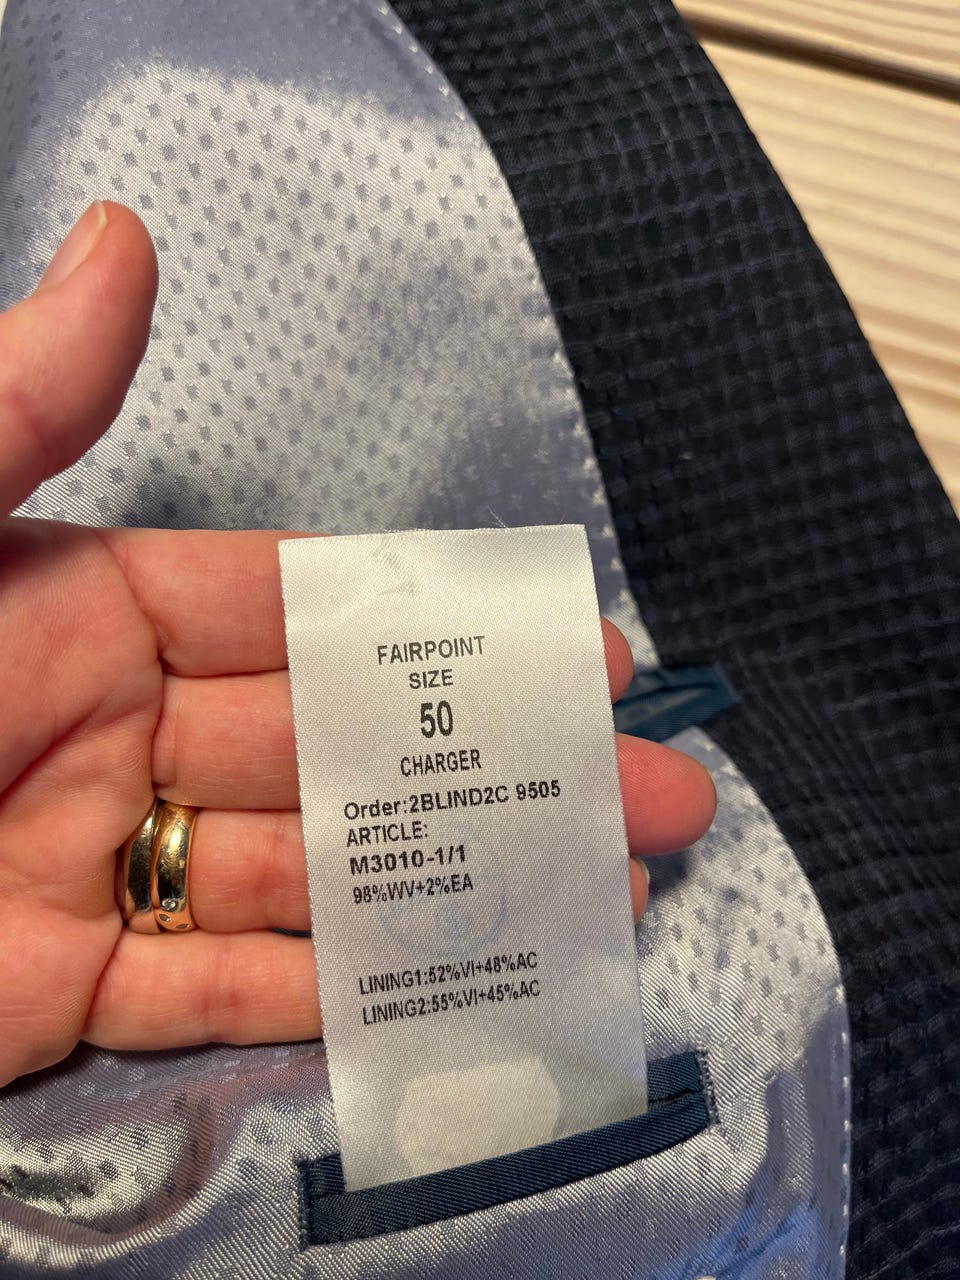 FAIRPOINT
SIZE
50
CHARGER
Order:2BLIND2C 9505
ARTICLE:
M3010-1/1
98%WV+2%EA
LINING1:52%VI+48%AC
LINING2:55%VI+45%AC